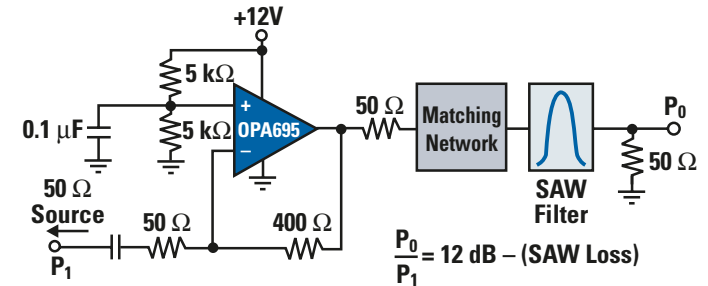 +12V
5 kΩ
+
0.1 μF
5 kΩ
OPA695
–
50 Ω
Matching
Network
P0
50 Ω
SAW
Filter
50 Ω
Source
P1
50 Ω
400 Ω
P0
P1
= 12 dB – (SAW Loss)